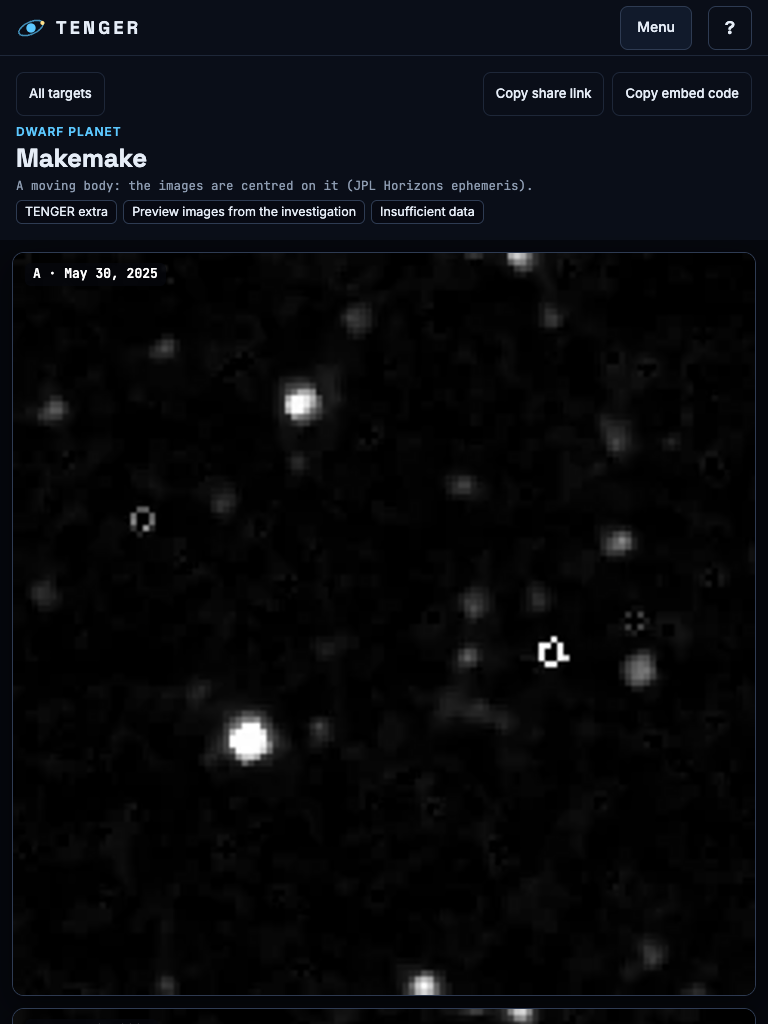 TENGER
Menu
?
All targets
Copy share link
Copy embed code
DWARF PLANET
Makemake
A moving body: the images are centred on it (JPL Horizons ephemeris).
TENGER extra
Preview images from the investigation
Insufficient data
A · May 30, 2025